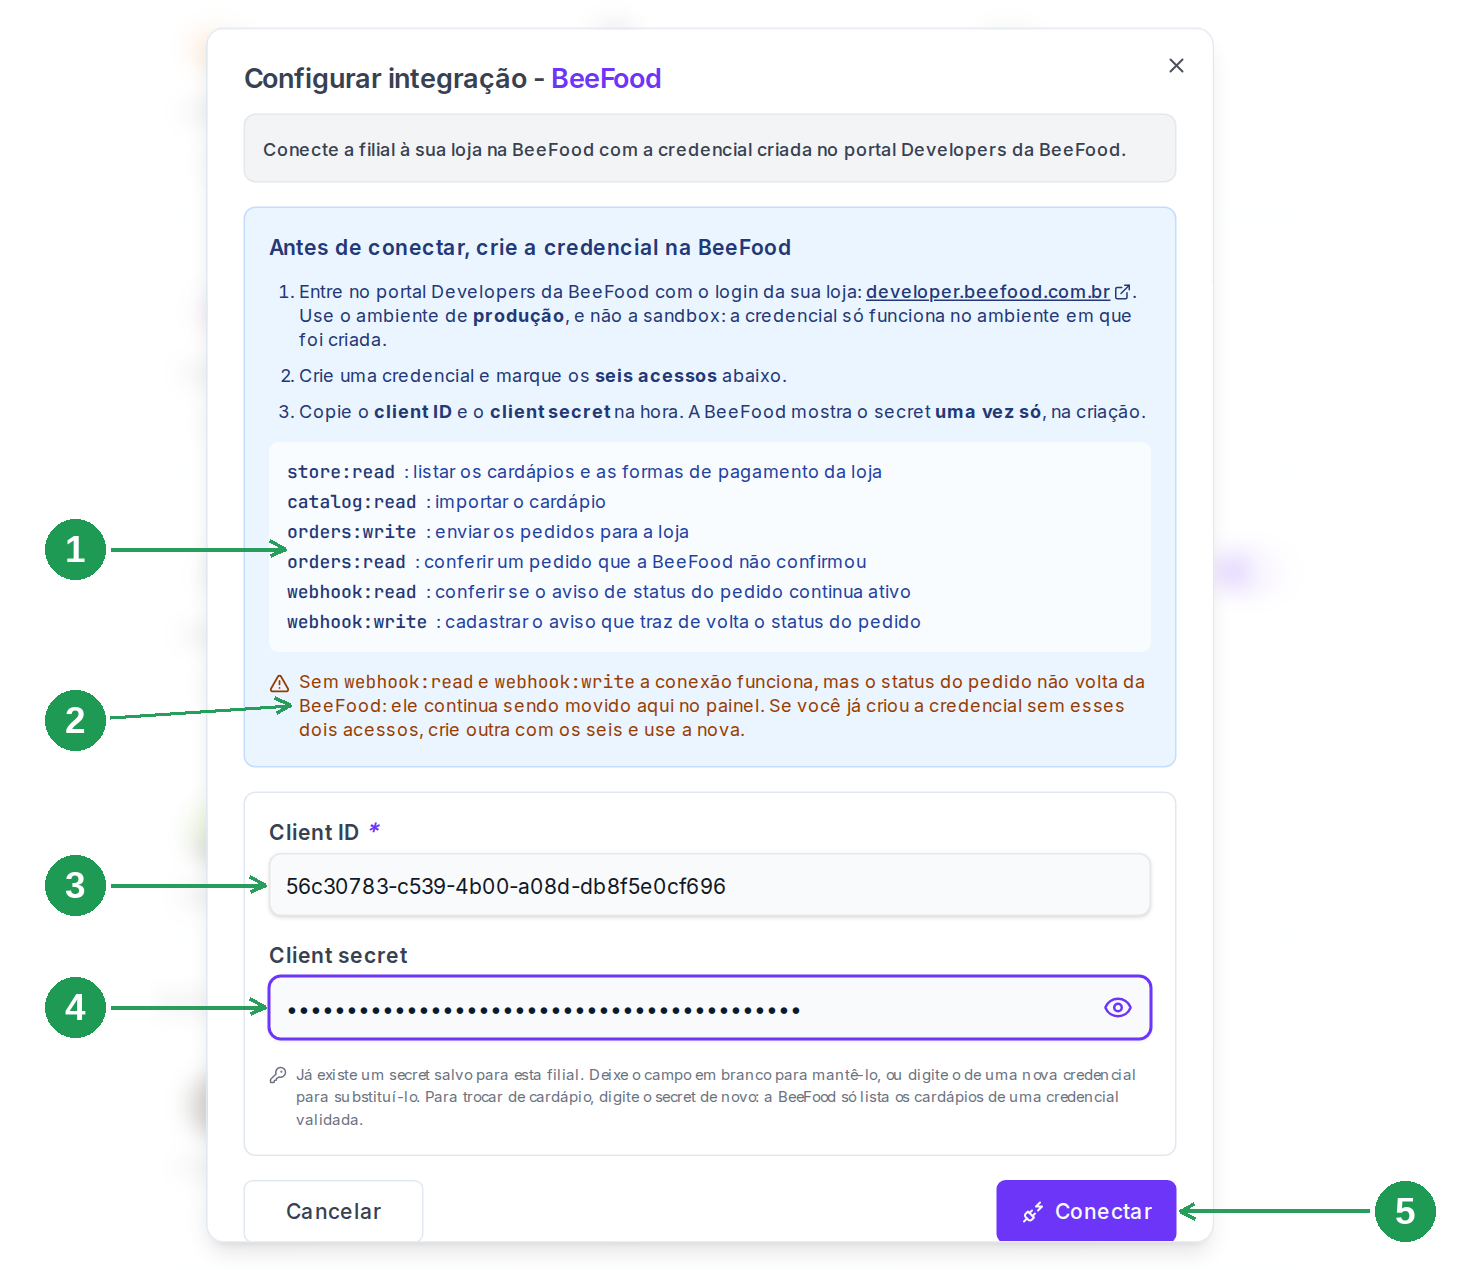 Configurar integração - BeeFood
Conecte a filial à sua loja na BeeFood com a credencial criada no portal Developers da BeeFood.
Antes de conectar, crie a credencial na BeeFood
1. Entre no portal Developers da BeeFood com o login da sua loja: developer.beefood.com.br.
Use o ambiente de produção, e não a sandbox: a credencial só funciona no ambiente em que
foi criada.
2. Crie uma credencial e marque os seis acessos abaixo.
3. Copie o client ID e o client secret na hora. A BeeFood mostra o secret uma vez só, na criação.
store:read : listar os cardápios e as formas de pagamento da loja
catalog:read : importar o cardápio
orders:write : enviar os pedidos para a loja
1
orders:read : conferir um pedido que a BeeFood não confirmou
webhook:read : conferir se o aviso de status do pedido continua ativo
webhook:write : cadastrar o aviso que traz de volta o status do pedido
Sem webhook:read e webhook:write a conexão funciona, mas o status do pedido não volta da
2
BeeFood: ele continua sendo movido aqui no painel. Se você já criou a credencial sem esses
dois acessos, crie outra com os seis e use a nova.
Client ID *
3
56c30783-c539-4b00-a08d-db8f5e0cf696
Client secret
4
••••••••••••••••••••••••••••••••••••••••••
Já existe um secret salvo para esta filial. Deixe o campo em branco para mantê-lo, ou digite o de uma nova credencial
para substituí-lo. Para trocar de cardápio, digite o secret de novo: a BeeFood só lista os cardápios de uma credencial
validada.
Cancelar
Conectar
5